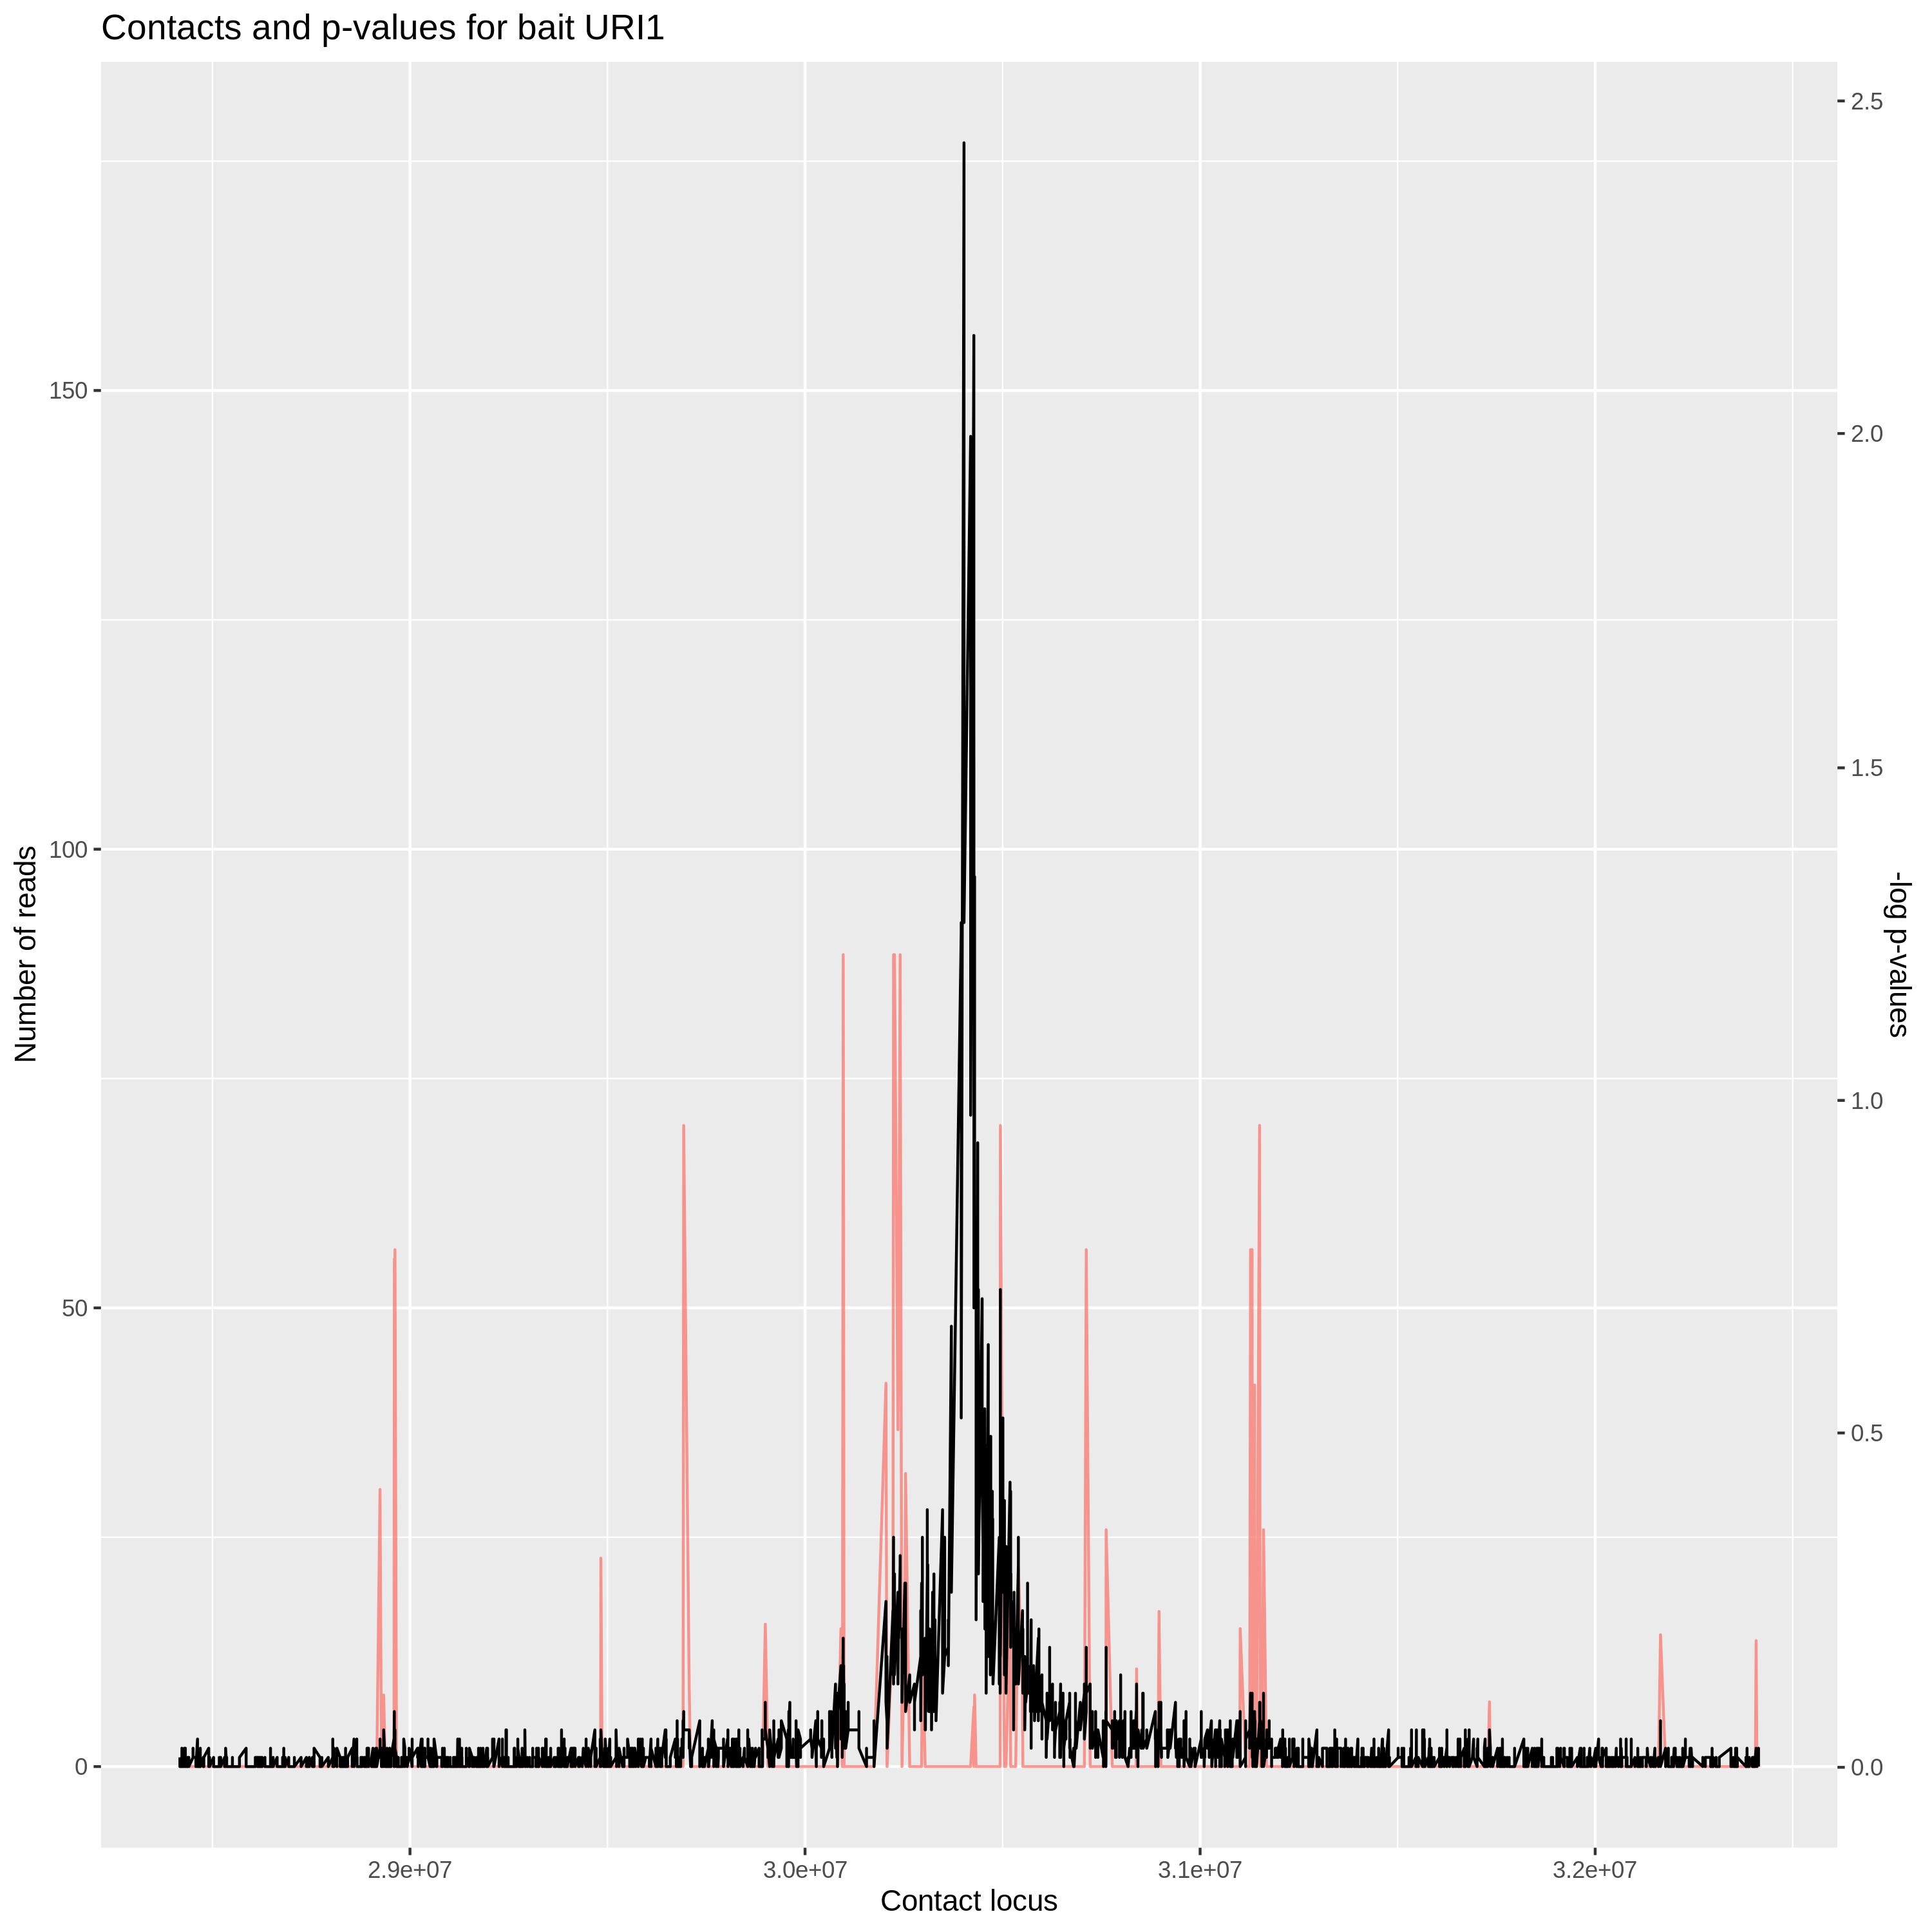 Contacts and p-values for bait URI1
2.5
2.0
150
1.5
100
Number of reads
-log p-values
1.0
50
0.5
0
0.0
2.9e+07
3.0e+07
3.1e+07
3.2e+07
Contact locus